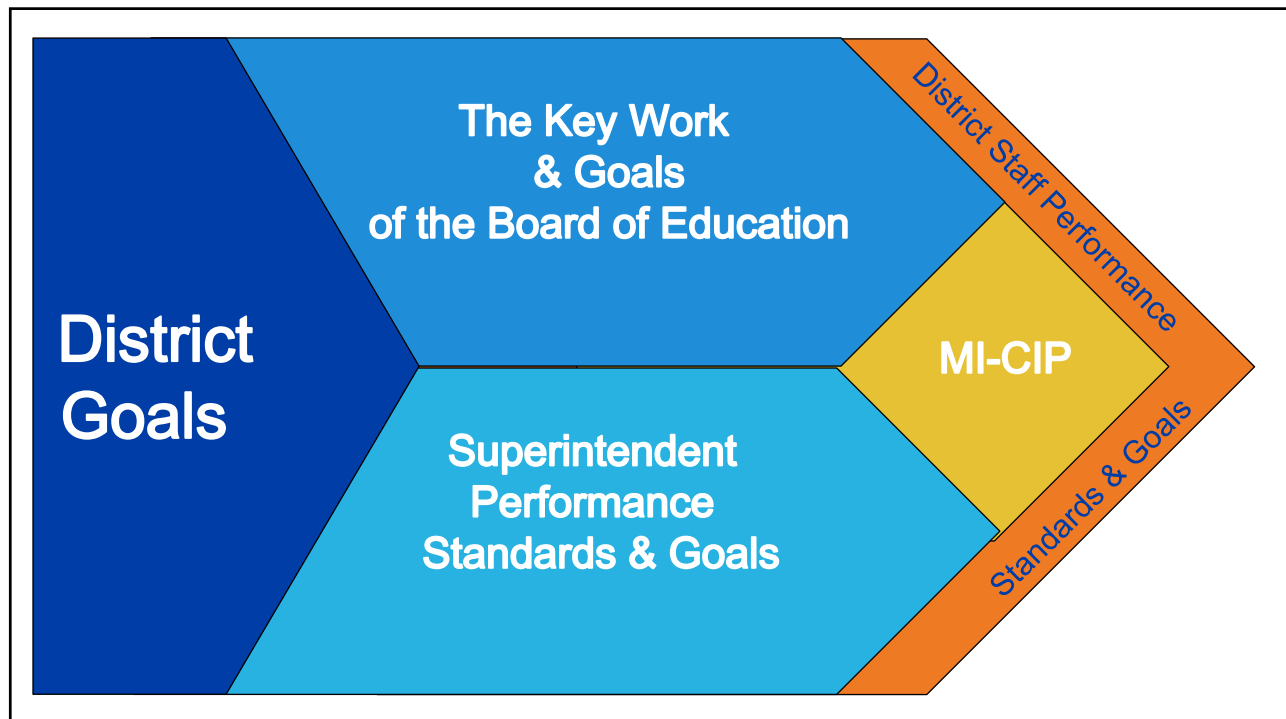 District
Goals
The Key Work
& Goals
of the Board of Education
Superintendent
Performance
Standards & Goals
MI-CIP
District Staff Performance
Standards & Goals